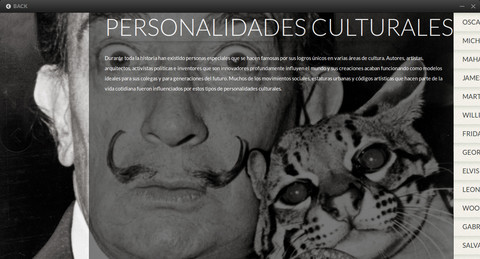 BACK
PERSONALIDADES CULTURALES
Durante toda la historia han existido personas especiales que se hacen famosas por sus logros únicos en varias áreas de cultura. Autores, artistas,
arquitectos, activistas políticas e inventores que son innovadores profundamente influyen el mundo y sus creaciones acaban funcionando como modelos
ideales para sus colegas y para generaciones del futuro. Muchos de los movimientos sociales, estaturas urbanas y códigos artísticas que hacen parte de la
vida cotidiana fueron influenciados por estos tipos de personalidades culturales.
OSCA
MICH
MAHA
JAME
MART
WILLI
FRIDA
GEOR
ELVIS
LEON
WOO
GABR
SALVA